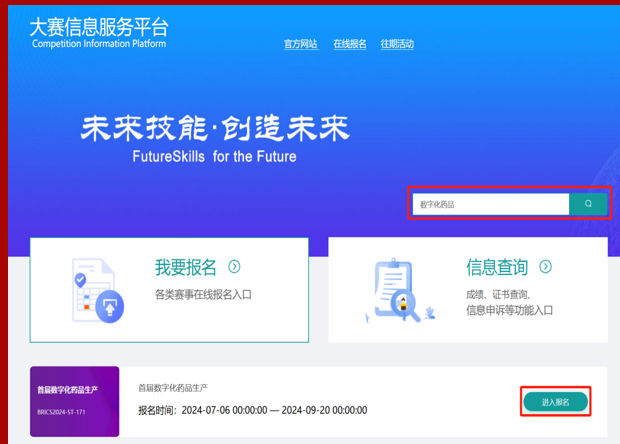 大赛信息服务平台
Competition Information Platform
官方网站 在线报名 往期活动
未来技能·创造未来
FutureSkills for the Future
数字化药品
我要报名
各类赛事在线报名入口
信息查询
成绩、证书查询、
信息申诉等功能入口
首届数字化药品生产
BRICS2024-ST-171
首届数字化药品生产
报名时间：2024-07-06 00:00:00 — 2024-09-20 00:00:00
进入报名